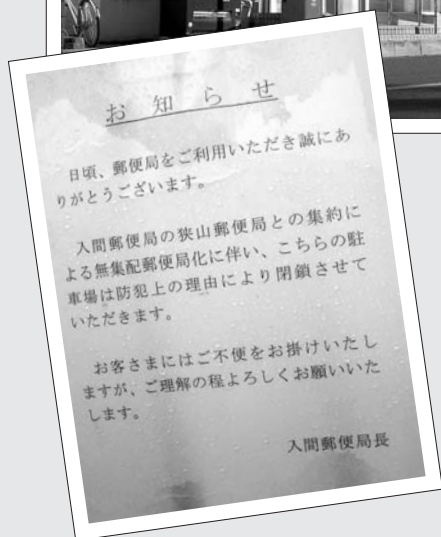 お知らせ
日頃、郵便局をご利用いただき誠にあ
りがとうございます。
入間郵便局の狭山郵便局との集約に
よる無集配郵便局化に伴い、こちらの駐
車場は防犯上の理由により閉鎖させて
いただきます。
お客さまにはご不便をお掛けいたし
ますが、ご理解の程よろしくお願いいた
します。
入間郵便局長